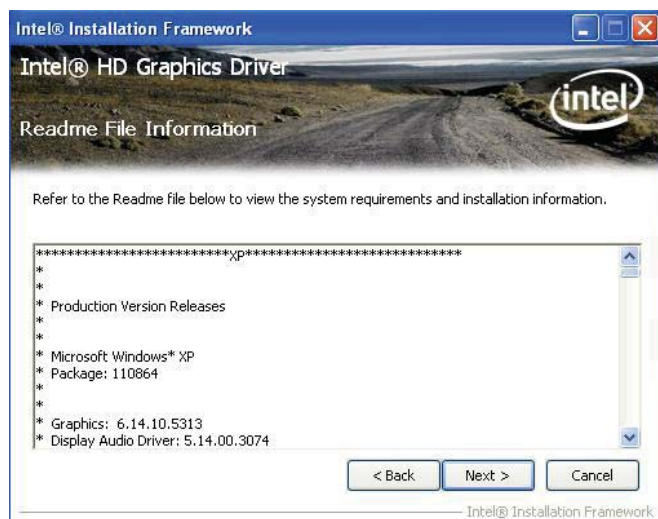 Intel® Installation Framework
Intel® HD Graphics Driver
intel
Readme File Information
Refer to the Readme file below to view the system requirements and installation information.
*************************XP****************************
*
*
* Production Version Releases
*
*
* Microsoft Windows* XP
* Package: 110864
*
*
* Graphics: 6.14.10.5313
* Display Audio Driver: 5.14.00.3074
< Back
Next >
Cancel
Intel® Installation Framework